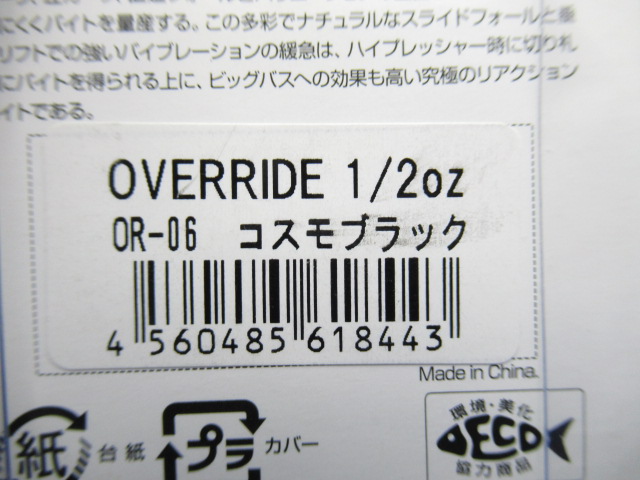 にくくバイトを量産する。この多彩でナチュラルなスライドフォールと垂
リフトでの強いバイブレーションの緩急は、ハイプレッシャー時に切り札
にバイトを得られる上に、ビッグバスへの効果も高い究極のリアクション
イトである。
OVERRIDE 1/2oz
OR-06 コスモブラック
4 560485 618443
Made in China.
紙 台紙 プラ カバー
環境・美化
ECO
協力商品